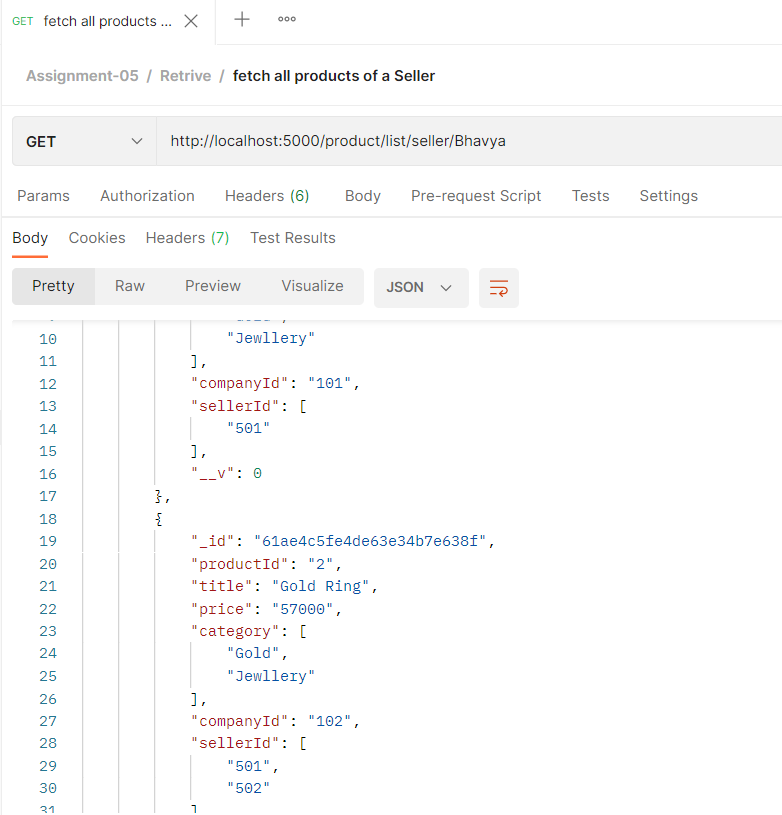 GET fetch all products ...
Assignment-05 / Retrive / fetch all products of a Seller
GET http://localhost:5000/product/list/seller/Bhavya
Params Authorization Headers (6) Body Pre-request Script Tests Settings
Body Cookies Headers (7) Test Results
Pretty Raw Preview Visualize JSON
10 "Jewllery"
11 ],
12 "companyId": "101",
13 "sellerId": [
14 "501"
15 ],
16 "__v": 0
17 },
18 {
19 "_id": "61ae4c5fe4de63e34b7e638f",
20 "productId": "2",
21 "title": "Gold Ring",
22 "price": "57000",
23 "category": [
24 "Gold",
25 "Jewllery"
26 ],
27 "companyId": "102",
28 "sellerId": [
29 "501",
30 "502"
31 ]